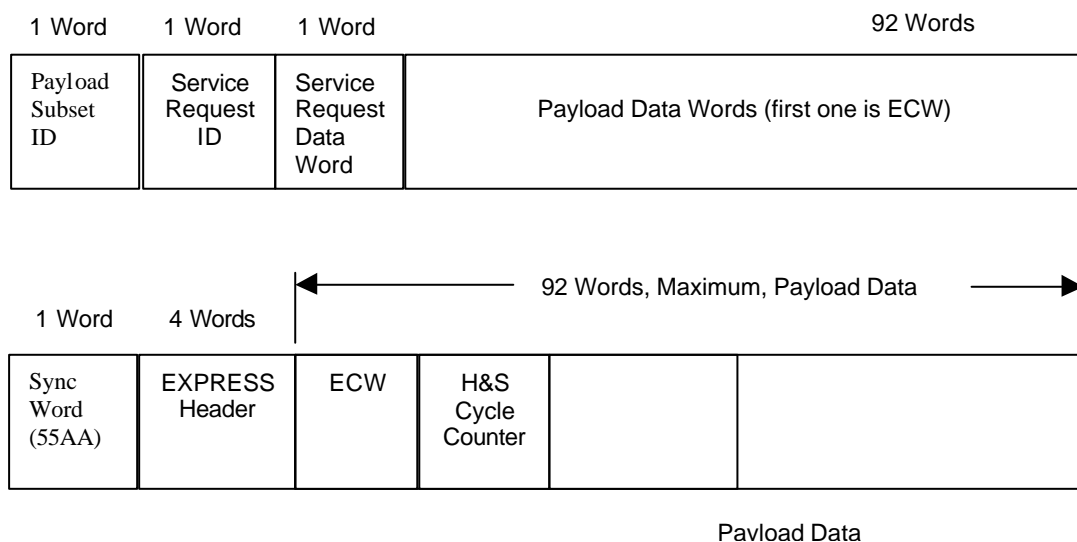 1 Word 1 Word 1 Word 92 Words
Payload
Subset
ID
Service
Request
ID
Service
Request
Data
Word
Payload Data Words (first one is ECW)
92 Words, Maximum, Payload Data
1 Word 4 Words
Sync
Word
(55AA)
EXPRESS
Header
ECW
H&S
Cycle
Counter
Payload Data